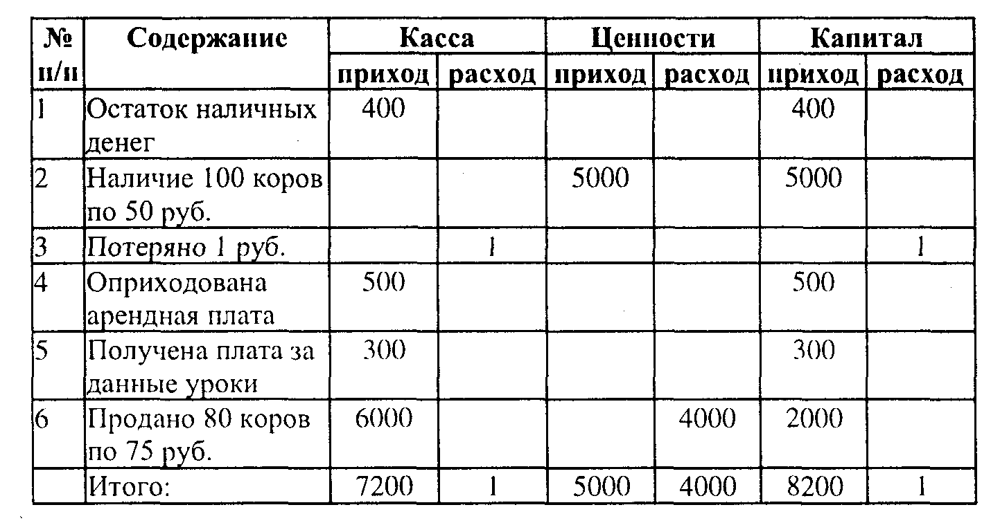 № Содержание Касса Ценности Капитал
п/п приход расход приход расход приход расход
1 Остаток наличных 400 400
денег
2 Наличие 100 коров 5000 5000
по 50 руб.
3 Потеряно 1 руб. 1 1
4 Оприходована 500 500
арендная плата
5 Получена плата за 300 300
данные уроки
6 Продано 80 коров 6000 4000 2000
по 75 руб.
Итого: 7200 1 5000 4000 8200 1